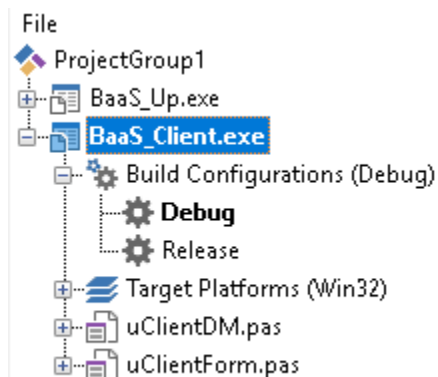 File
ProjectGroup1
BaaS_Up.exe
BaaS_Client.exe
Build Configurations (Debug)
Debug
Release
Target Platforms (Win32)
uClientDM.pas
uClientForm.pas